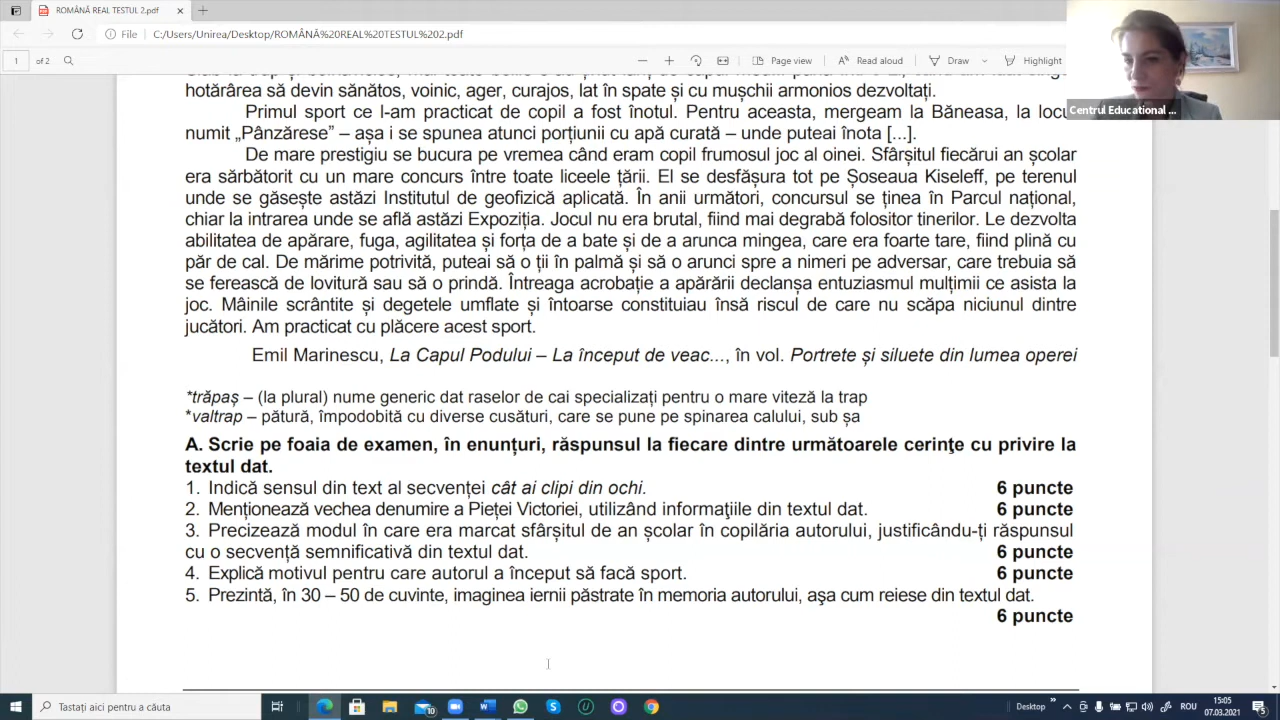 ROMÂNĂ REAL TESTUL 2.pdf
File C:/Users/Unirea/Desktop/ROMÂNĂ%20REAL%20TESTUL%202.pdf
1 of 2 Page view Read aloud Draw Highlight
Centrul Educational ...
hotărârea să devin sănătos, voinic, ager, curajos, lat în spate și cu mușchii armonios dezvoltați.
Primul sport ce l-am practicat de copil a fost înotul. Pentru aceasta, mergeam la Băneasa, la locu
numit „Pânzărese” – așa i se spunea atunci porțiunii cu apă curată – unde puteai înota [...].
De mare prestigiu se bucura pe vremea când eram copil frumosul joc al oinei. Sfârșitul fiecărui an școlar
era sărbătorit cu un mare concurs între toate liceele țării. El se desfășura tot pe Șoseaua Kiseleff, pe terenul
unde se găsește astăzi Institutul de geofizică aplicată. În anii următori, concursul se ținea în Parcul național,
chiar la intrarea unde se află astăzi Expoziția. Jocul nu era brutal, fiind mai degrabă folositor tinerilor. Le dezvolta
abilitatea de apărare, fuga, agilitatea și forța de a bate și de a arunca mingea, care era foarte tare, fiind plină cu
păr de cal. De mărime potrivită, puteai să o ții în palmă și să o arunci spre a nimeri pe adversar, care trebuia să
se ferească de lovitură sau să o prindă. Întreaga acrobație a apărării declanșa entuziasmul mulțimii ce asista la
joc. Mâinile scrântite și degetele umflate și întoarse constituiau însă riscul de care nu scăpa niciunul dintre
jucători. Am practicat cu plăcere acest sport.
Emil Marinescu, La Capul Podului – La început de veac..., în vol. Portrete și siluete din lumea operei
*trăpaș – (la plural) nume generic dat raselor de cai specializați pentru o mare viteză la trap
*valtrap – pătură, împodobită cu diverse cusături, care se pune pe spinarea calului, sub șa
A. Scrie pe foaia de examen, în enunțuri, răspunsul la fiecare dintre următoarele cerinţe cu privire la
textul dat.
1. Indică sensul din text al secvenței cât ai clipi din ochi. 6 puncte
2. Menționează vechea denumire a Pieței Victoriei, utilizând informaţiile din textul dat. 6 puncte
3. Precizează modul în care era marcat sfârșitul de an școlar în copilăria autorului, justificându-ți răspunsul
cu o secvență semnificativă din textul dat. 6 puncte
4. Explică motivul pentru care autorul a început să facă sport. 6 puncte
5. Prezintă, în 30 – 50 de cuvinte, imaginea iernii păstrate în memoria autorului, aşa cum reiese din textul dat.
6 puncte
Tastați aici pentru a căuta
10
Desktop
ROU
15:05
07.03.2021
5